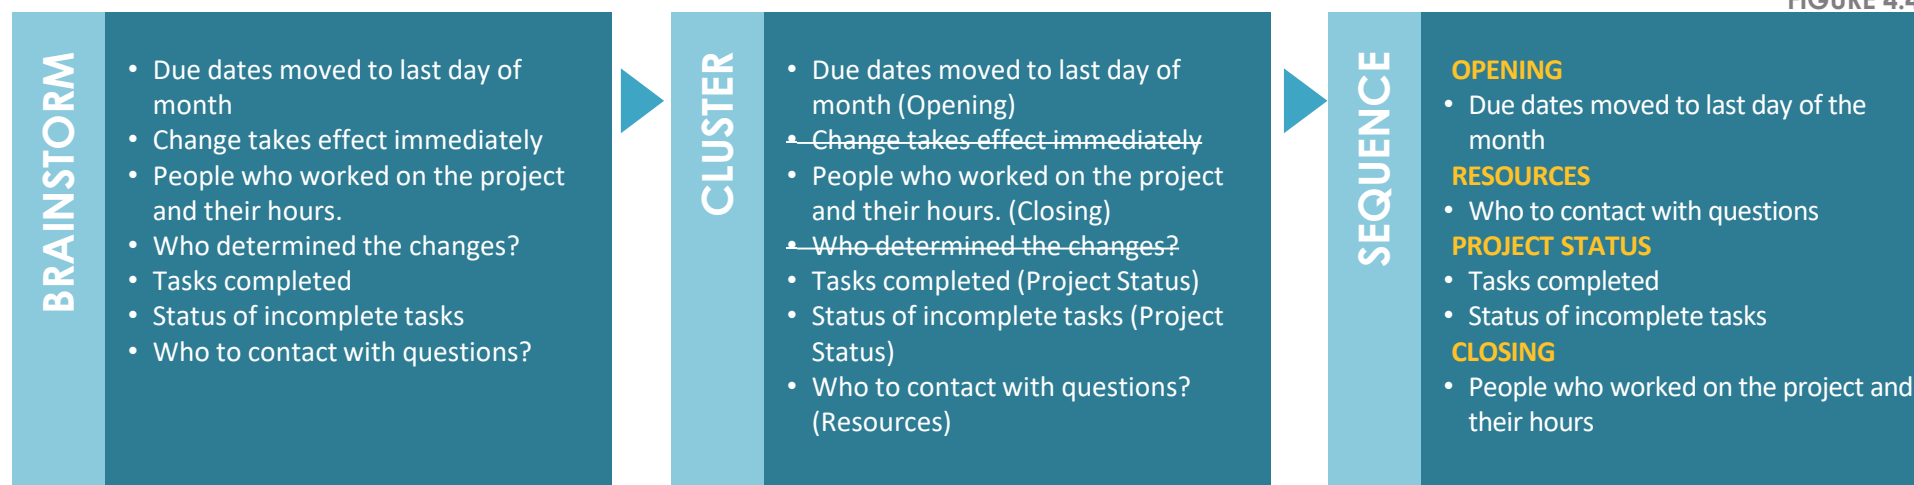 FIGURE 4.4
BRAINSTORM
• Due dates moved to last day of
month
• Change takes effect immediately
• People who worked on the project
and their hours.
• Who determined the changes?
• Tasks completed
• Status of incomplete tasks
• Who to contact with questions?
CLUSTER
• Due dates moved to last day of
month (Opening)
• Change takes effect immediately
• People who worked on the project
and their hours. (Closing)
• Who determined the changes?
• Tasks completed (Project Status)
• Status of incomplete tasks (Project
Status)
• Who to contact with questions?
(Resources)
SEQUENCE
OPENING
• Due dates moved to last day of the
month
RESOURCES
• Who to contact with questions
PROJECT STATUS
• Tasks completed
• Status of incomplete tasks
CLOSING
• People who worked on the project and
their hours